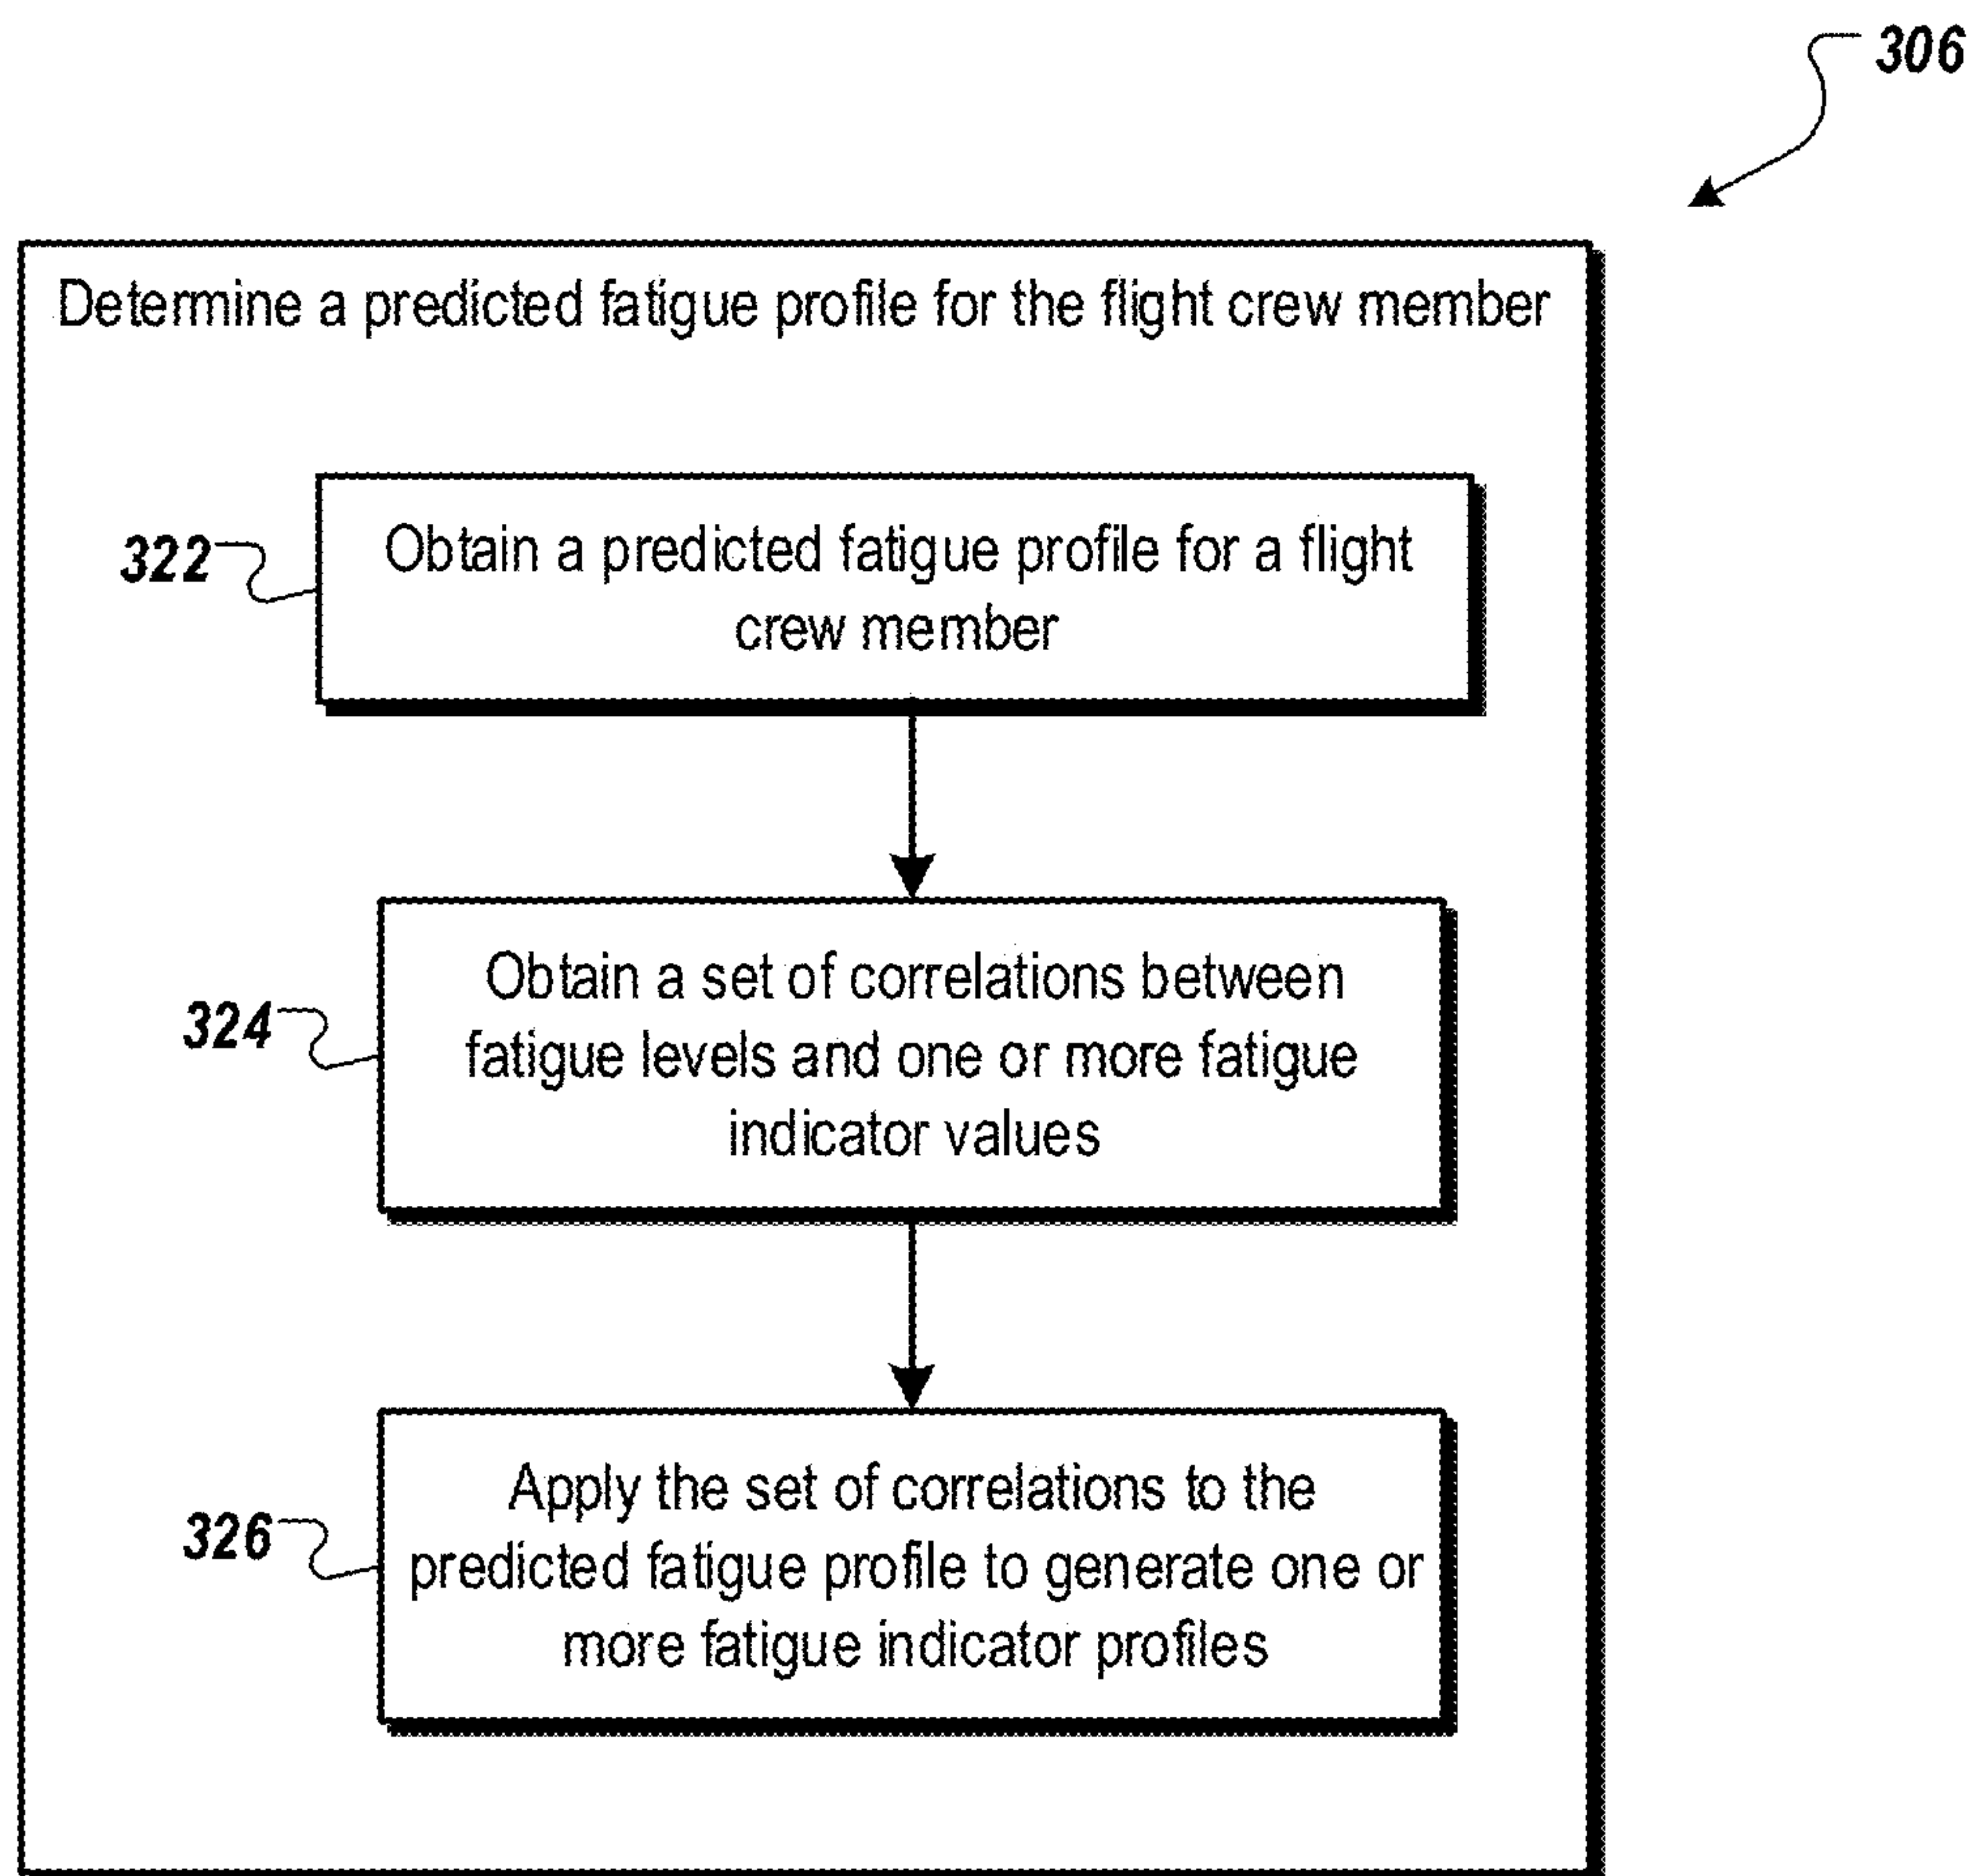 306
Determine a predicted fatigue profile for the flight crew member
322
Obtain a predicted fatigue profile for a flight
crew member
324
Obtain a set of correlations between
fatigue levels and one or more fatigue
indicator values
326
Apply the set of correlations to the
predicted fatigue profile to generate one or
more fatigue indicator profiles